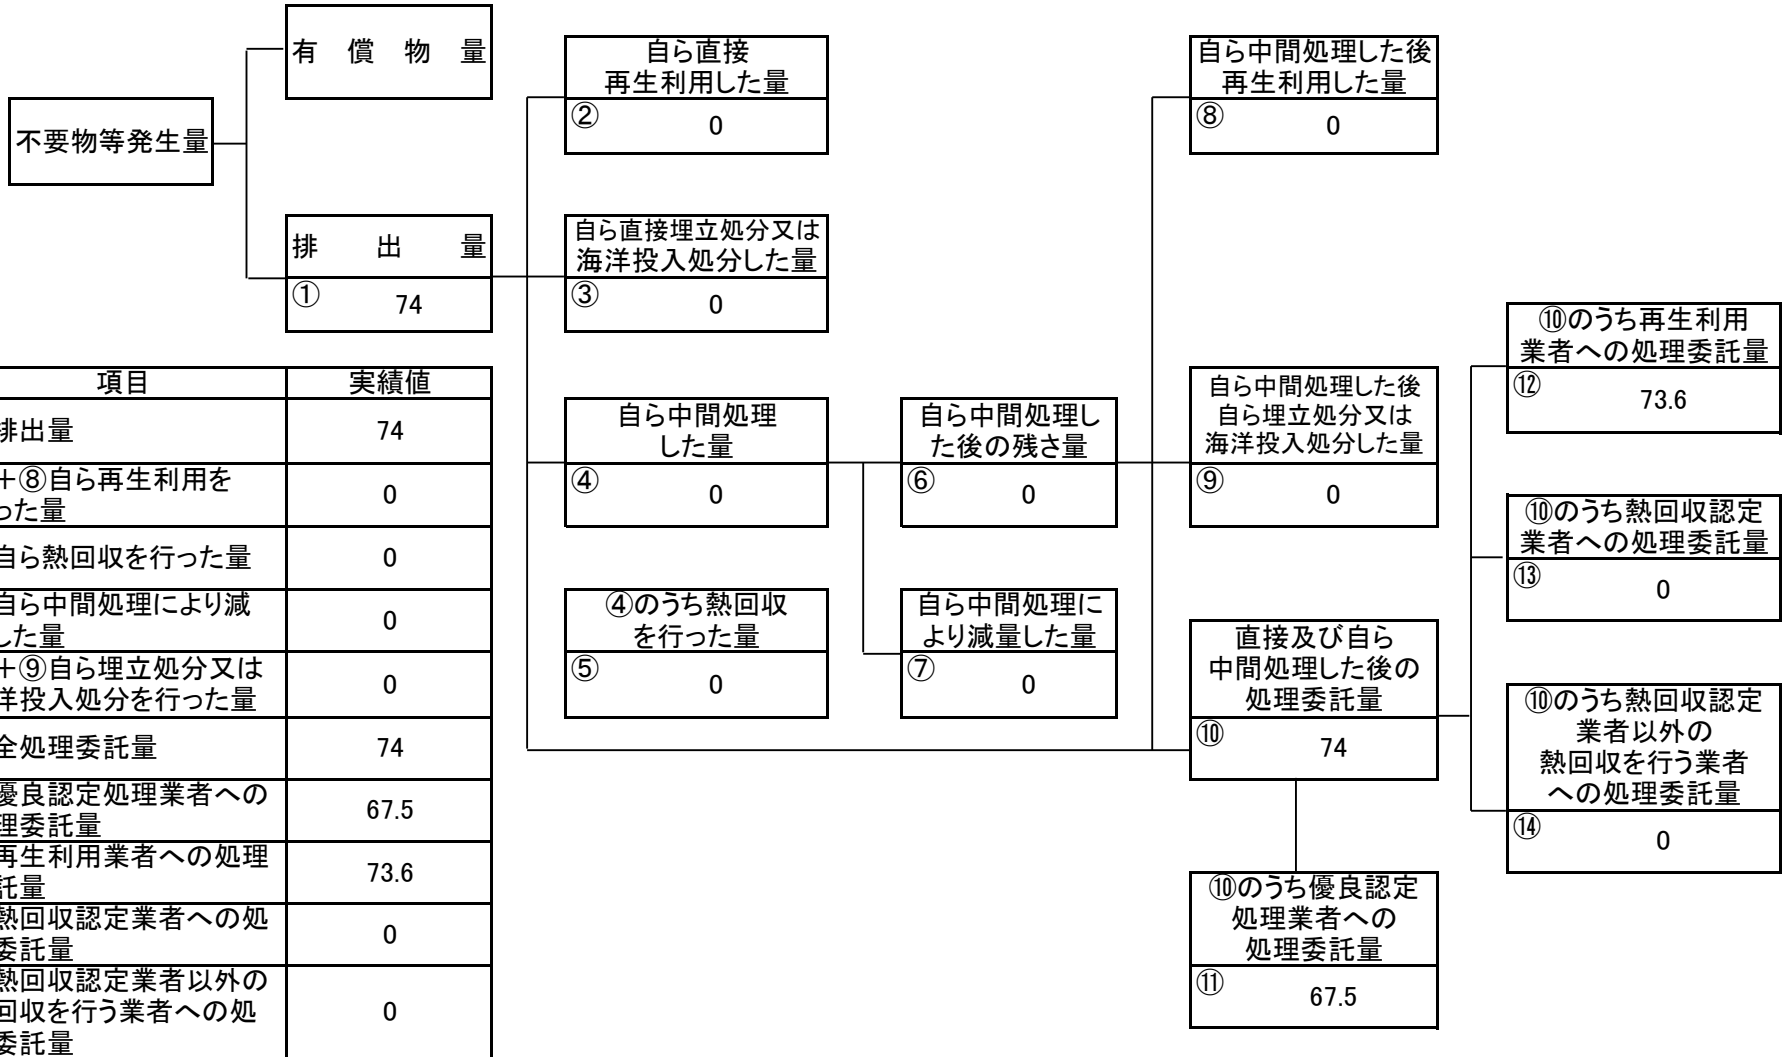 有 償 物 量
不要物等発生量
排 出 量
① 74
自ら直接
再生利用した量
② 0
自ら直接埋立処分又は
海洋投入処分した量
③ 0
自ら中間処理
した量
④ 0
④のうち熱回収
を行った量
⑤ 0
自ら中間処理し
た後の残さ量
⑥ 0
自ら中間処理に
より減量した量
⑦ 0
自ら中間処理した後
再生利用した量
⑧ 0
自ら中間処理した後
自ら埋立処分又は
海洋投入処分した量
⑨ 0
直接及び自ら
中間処理した後の
処理委託量
⑩ 74
⑩のうち優良認定
処理業者への
処理委託量
⑪ 67.5
⑩のうち再生利用
業者への処理委託量
⑫ 73.6
⑩のうち熱回収認定
業者への処理委託量
⑬ 0
⑩のうち熱回収認定
業者以外の
熱回収を行う業者
への処理委託量
⑭ 0
項目 実績値
排出量 74
+⑧自ら再生利用を
った量 0
自ら熱回収を行った量 0
自ら中間処理により減
した量 0
+⑨自ら埋立処分又は
洋投入処分を行った量 0
全処理委託量 74
優良認定処理業者への
理委託量 67.5
再生利用業者への処理
託量 73.6
熱回収認定業者への処
委託量 0
熱回収認定業者以外の
回収を行う業者への処
委託量 0